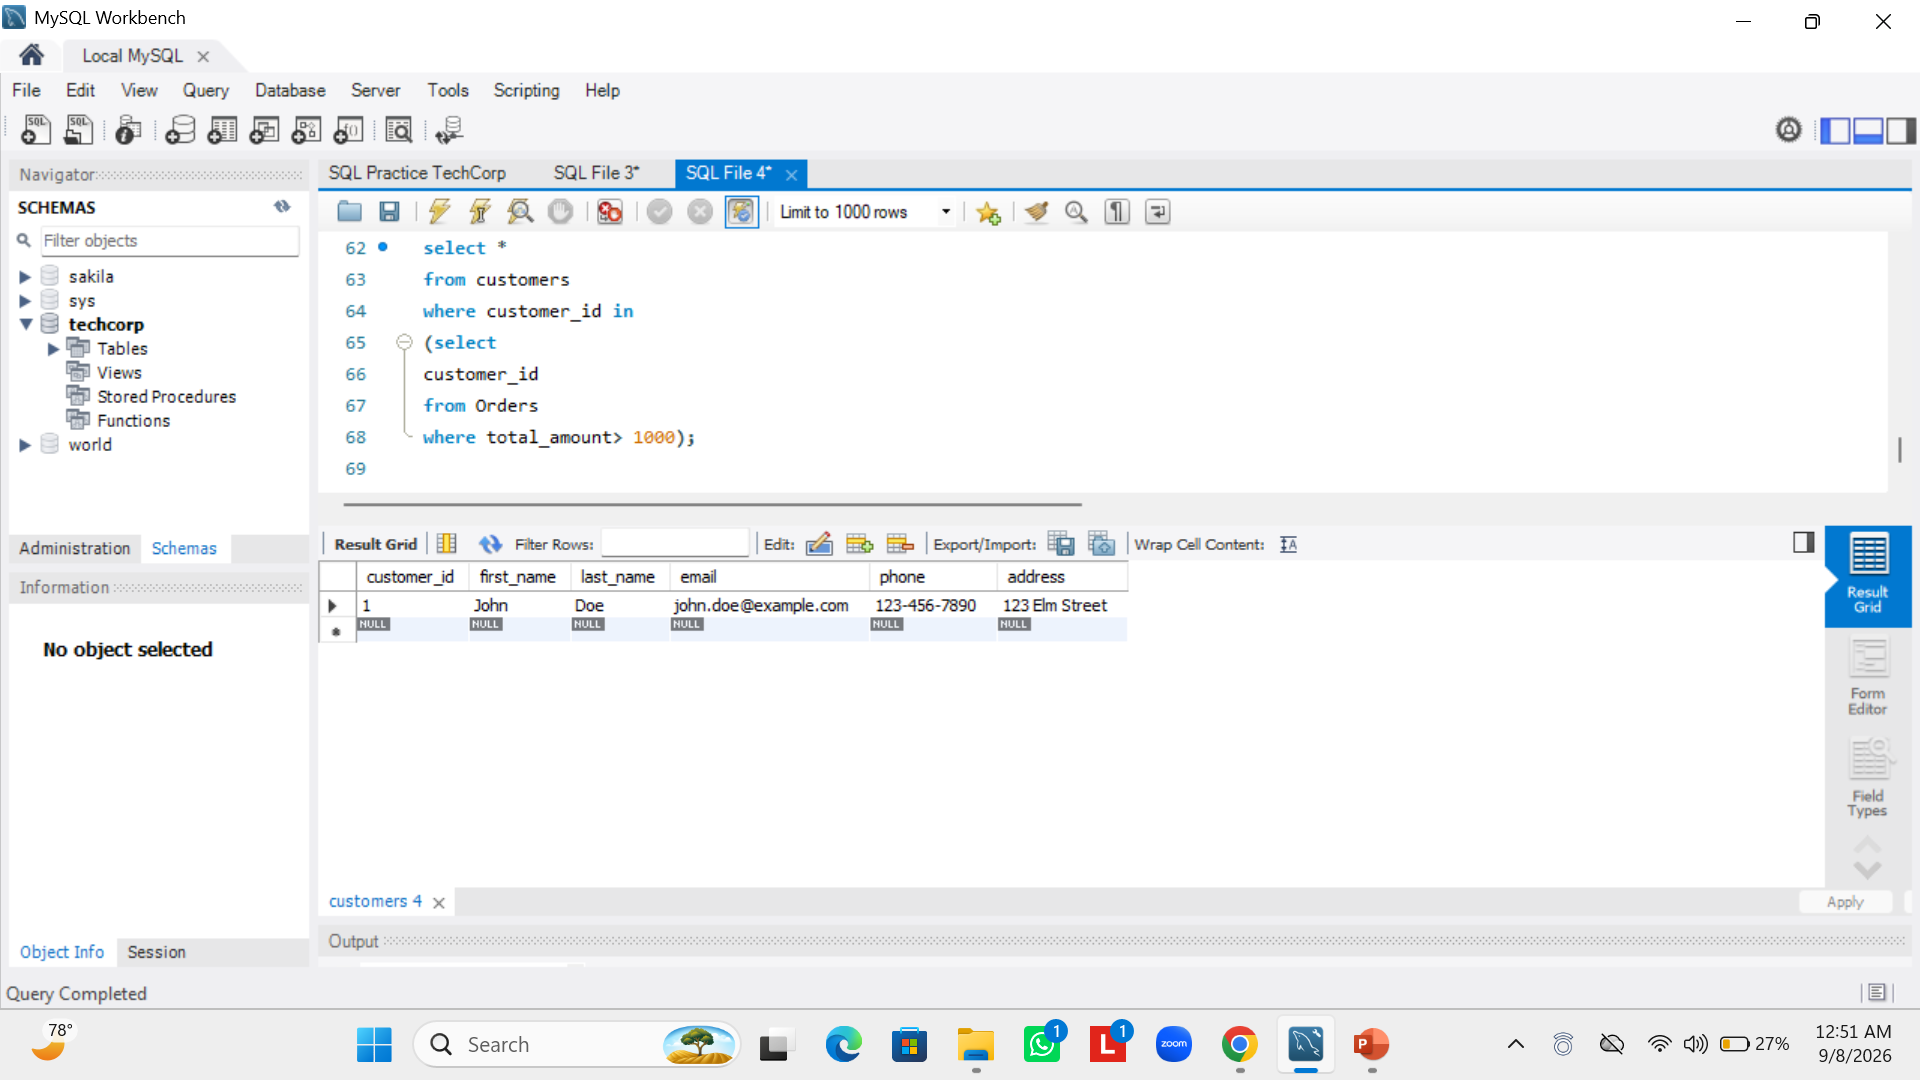 MySQL Workbench
Local MySQL
File Edit View Query Database Server Tools Scripting Help
Navigator
SCHEMAS
Filter objects
sakila
sys
techcorp
Tables
Views
Stored Procedures
Functions
world
Administration Schemas
Information
No object selected
Object Info Session
SQL Practice TechCorp SQL File 3* SQL File 4*
Limit to 1000 rows
62 select *
63 from customers
64 where customer_id in
65 (select
66 customer_id
67 from Orders
68 where total_amount> 1000);
69
Result Grid Filter Rows: Edit: Export/Import: Wrap Cell Content:
customer_id first_name last_name email phone address
1 John Doe john.doe@example.com 123-456-7890 123 Elm Street
NULL NULL NULL NULL NULL NULL
Result Grid
Form Editor
Field Types
customers 4
Apply
Output
Query Completed
78°
Search
1
1
L
zoom
P
27%
12:51 AM
9/8/2026